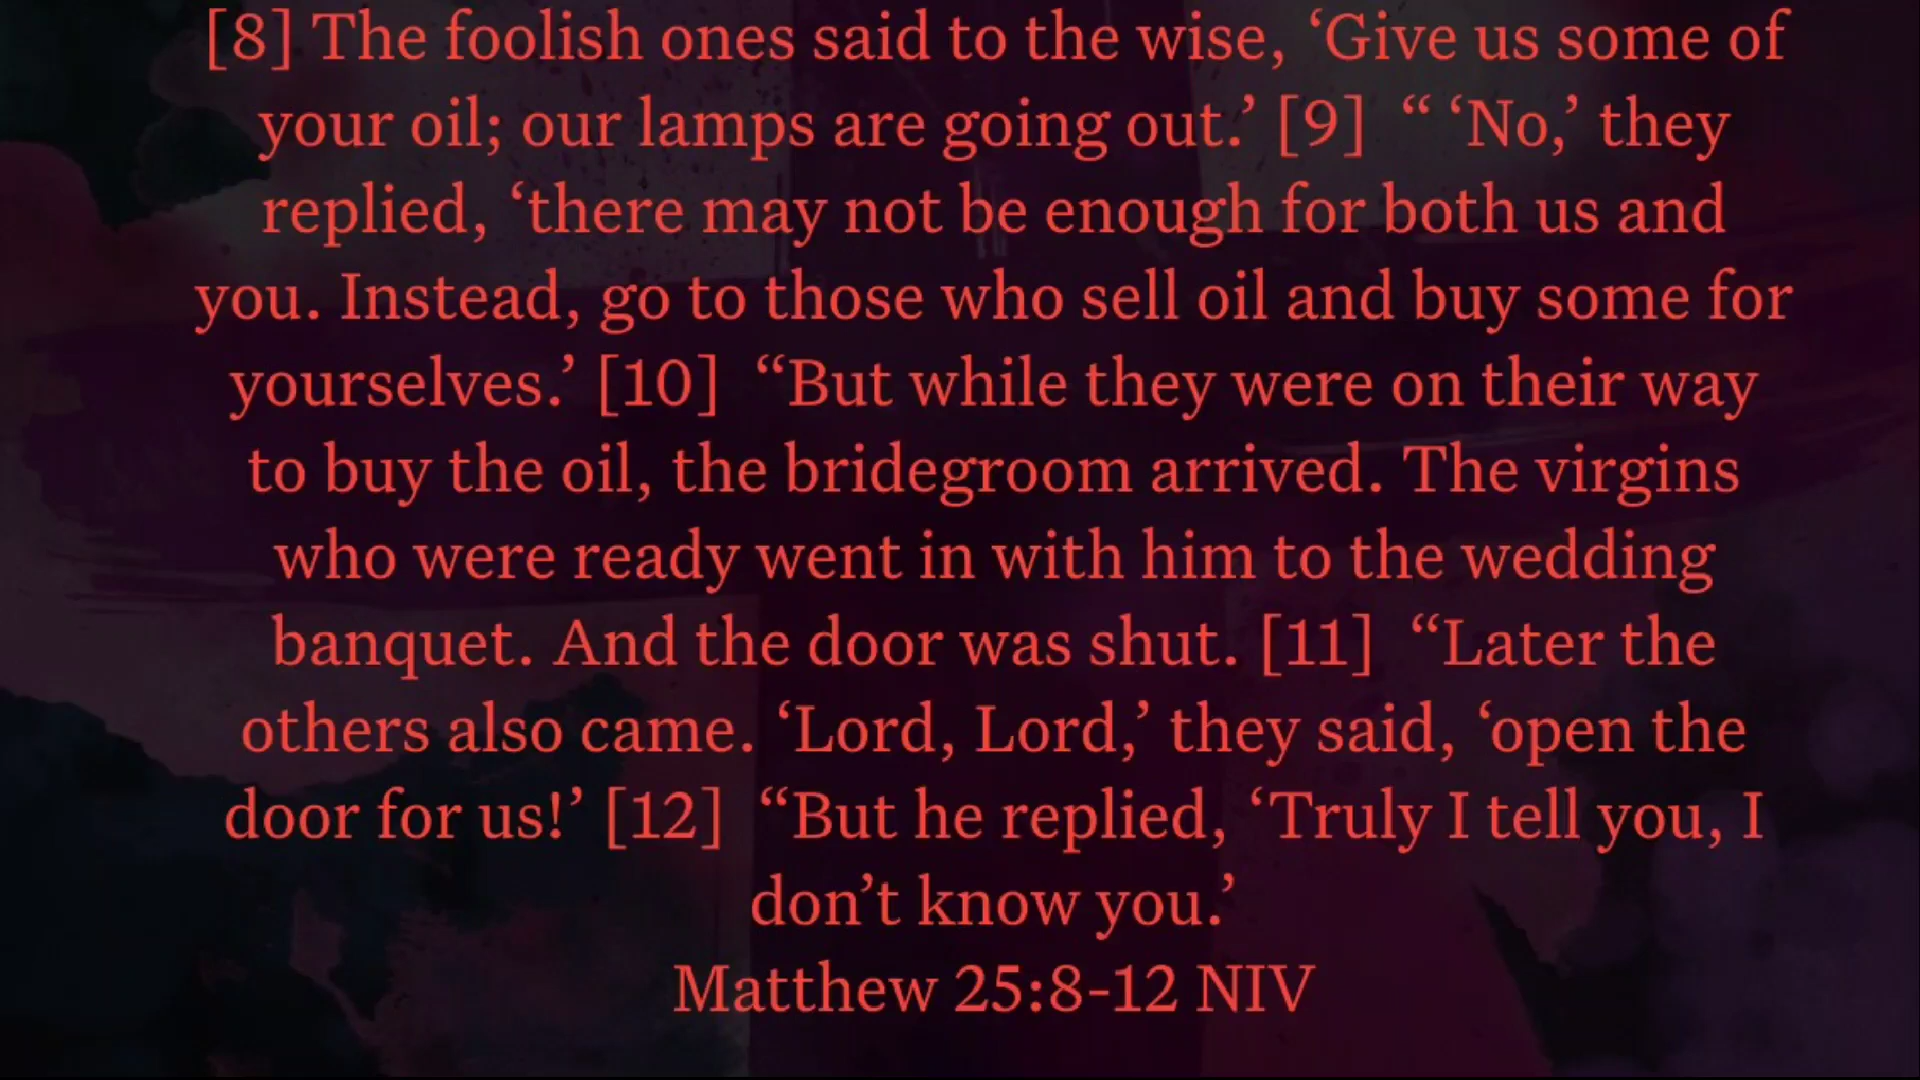 [8] The foolish ones said to the wise, ‘Give us some of
your oil; our lamps are going out.’ [9]  “ ‘No,’ they
replied, ‘there may not be enough for both us and
you. Instead, go to those who sell oil and buy some for
yourselves.’ [10]  “But while they were on their way
to buy the oil, the bridegroom arrived. The virgins
who were ready went in with him to the wedding
banquet. And the door was shut. [11]  “Later the
others also came. ‘Lord, Lord,’ they said, ‘open the
door for us!’ [12]  “But he replied, ‘Truly I tell you, I
don’t know you.’
Matthew 25:8-12 NIV